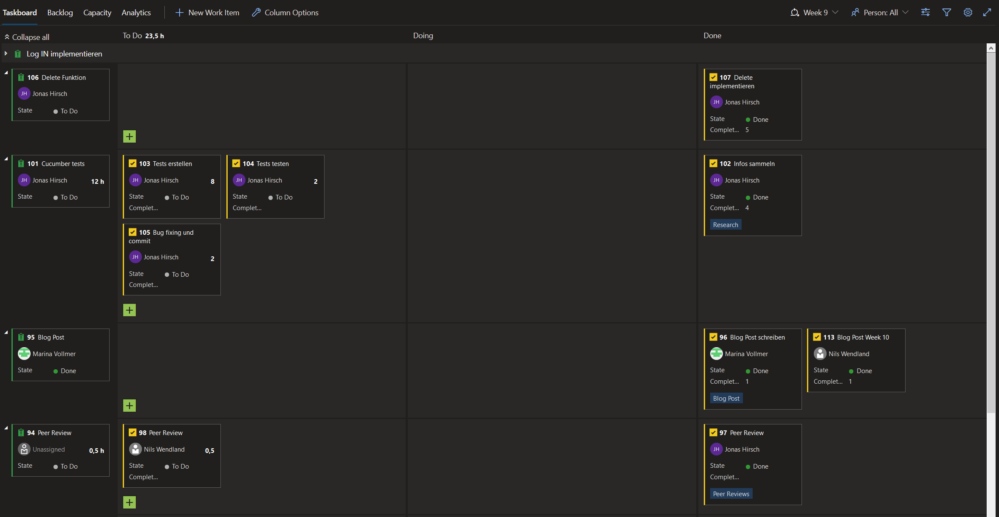 Taskboard Backlog Capacity Analytics New Work Item Column Options Week 9 Person: All
Collapse all To Do 23,5 h Doing Done
Log IN implementieren
106 Delete Funktion
JH Jonas Hirsch
State To Do
107 Delete
implementieren
JH Jonas Hirsch
State Done
Complet... 5
101 Cucumber tests
JH Jonas Hirsch 12 h
State To Do
103 Tests erstellen
JH Jonas Hirsch 8
State To Do
Complet...
104 Tests testen
JH Jonas Hirsch 2
State To Do
Complet...
105 Bug fixing und
commit
JH Jonas Hirsch 2
State To Do
Complet...
102 Infos sammeln
JH Jonas Hirsch
State Done
Complet... 4
Research
95 Blog Post
Marina Vollmer
State Done
96 Blog Post schreiben
Marina Vollmer
State Done
Complet... 1
Blog Post
113 Blog Post Week 10
Nils Wendland
State Done
Complet... 1
94 Peer Review
Unassigned 0,5 h
State To Do
98 Peer Review
Nils Wendland 0,5
State To Do
Complet...
97 Peer Review
JH Jonas Hirsch
State Done
Complet...
Peer Reviews